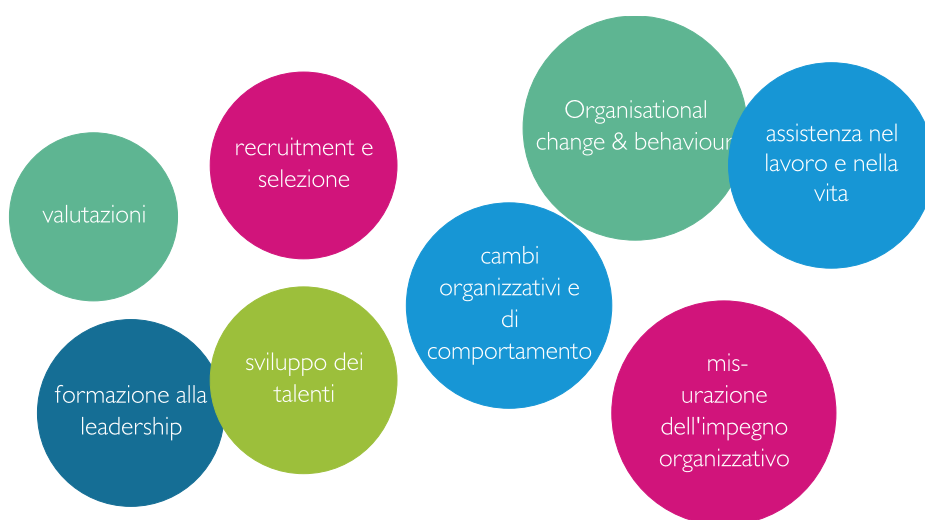 valutazioni
recruitment e
selezione
Organisational
change & behaviour
assistenza nel
lavoro e nella
vita
formazione alla
leadership
sviluppo dei
talenti
cambi
organizzativi e
di
comportamento
mis-
urazione
dell'impegno
organizzativo